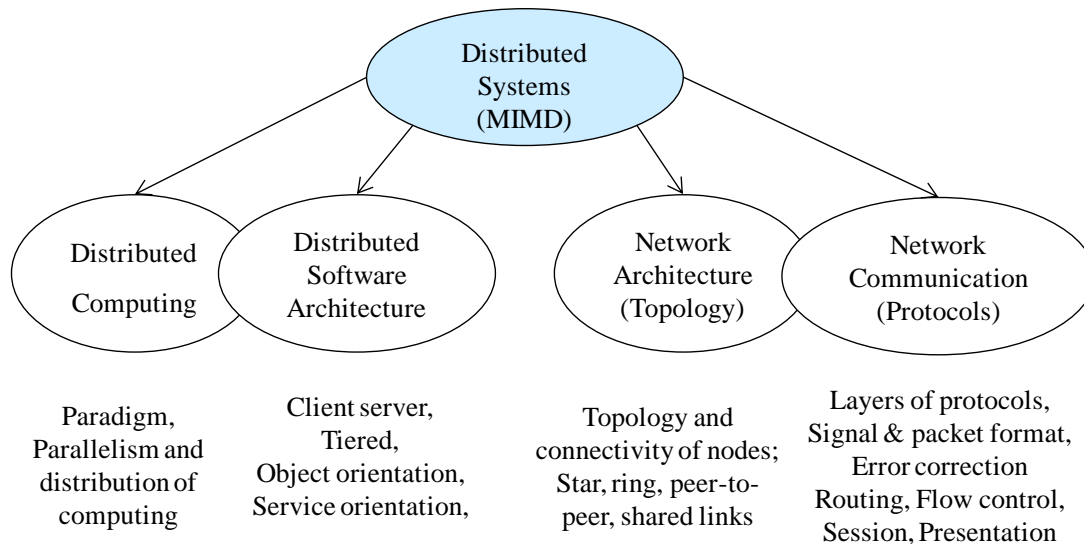 Distributed
Systems
(MIMD)
Distributed
Computing
Distributed
Software
Architecture
Network
Architecture
(Topology)
Network
Communication
(Protocols)
Paradigm,
Parallelism and
distribution of
computing
Client server,
Tiered,
Object orientation,
Service orientation,
Topology and
connectivity of nodes;
Star, ring, peer-to-
peer, shared links
Layers of protocols,
Signal & packet format,
Error correction
Routing, Flow control,
Session, Presentation